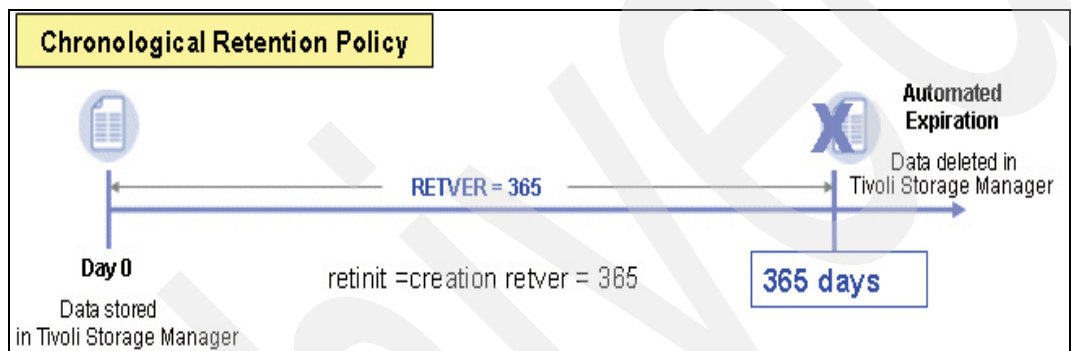 Chronological Retention Policy
Automated
Expiration
Data deleted in
Tivoli Storage Manager
RETVER = 365
Day 0
Data stored
in Tivoli Storage Manager
retinit =creation retver = 365
365 days